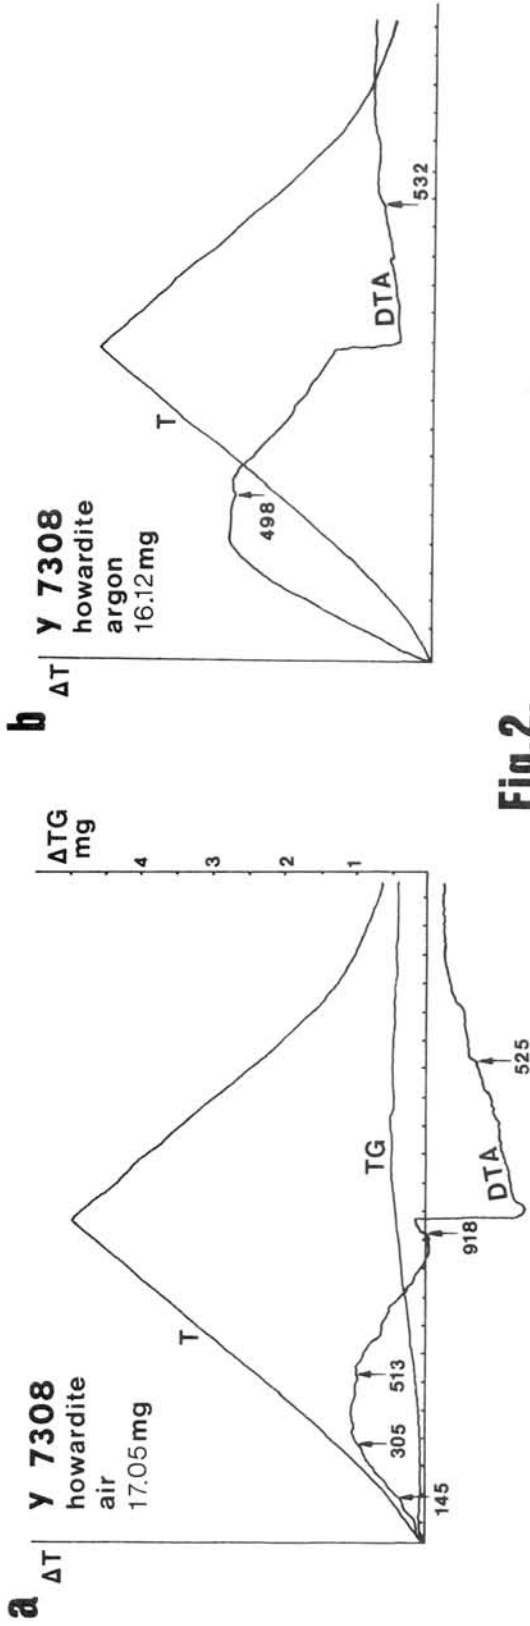 a
ΔT
y 7308
howardite
air
17.05mg
T
ΔTG
mg
4
3
2
1
TG
DTA
145
305
513
918
525
b
ΔT
y 7308
howardite
argon
16.12mg
T
498
DTA
532
Fig.2.